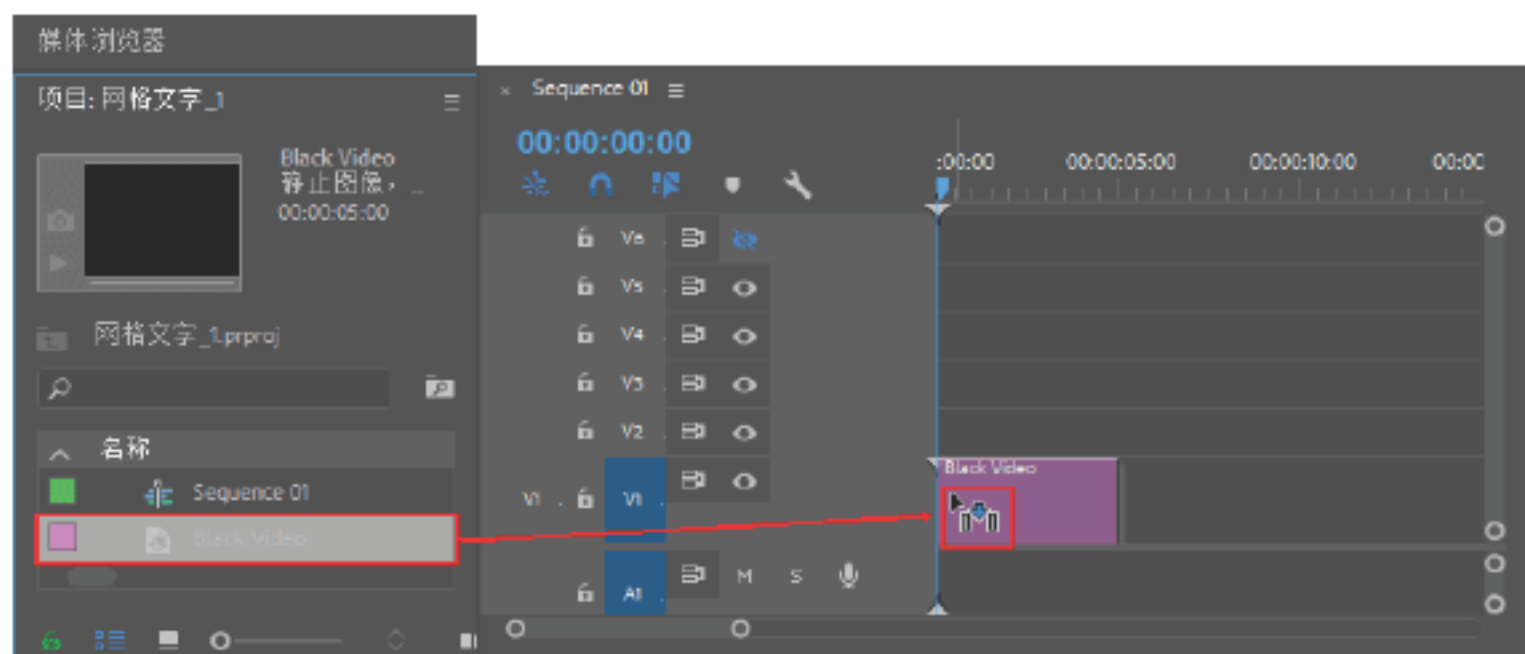 媒体浏览器
项目: 网格文字_1
Black Video
静止图像，_
00:00:05:00
网格文字_1.prproj
名称
Sequence 01
Black Video
× Sequence 01
00:00:00:00
:00:00 00:00:05:00 00:00:10:00 00:00
V6
V5
V4
V3
V2
Black Video
V1 V1
A1 M S